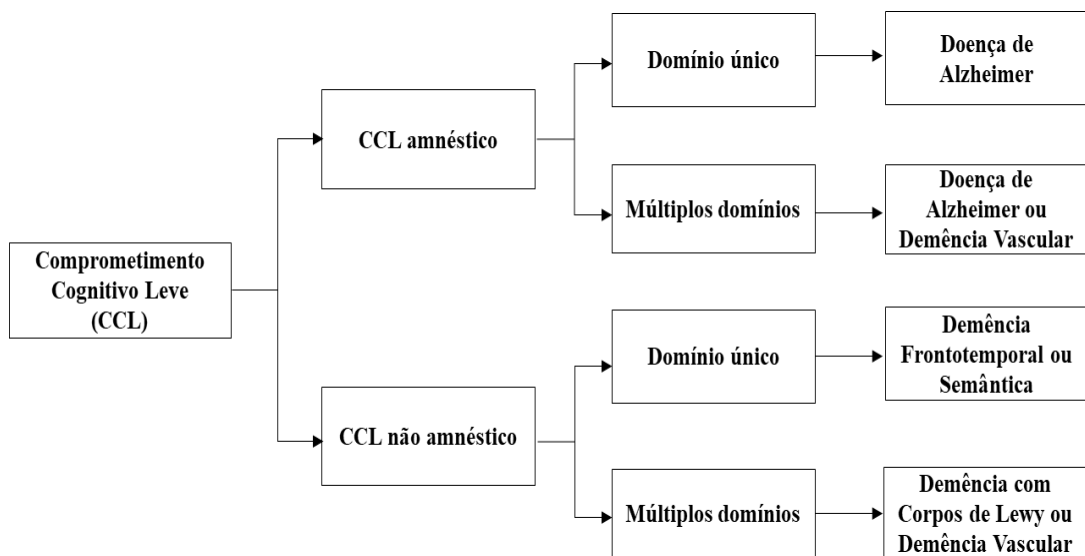 Comprometimento
Cognitivo Leve
(CCL)
CCL amnéstico
Domínio único
Doença de
Alzheimer
Múltiplos domínios
Doença de
Alzheimer ou
Demência Vascular
CCL não amnéstico
Domínio único
Demência
Frontotemporal ou
Semântica
Múltiplos domínios
Demência com
Corpos de Lewy ou
Demência Vascular